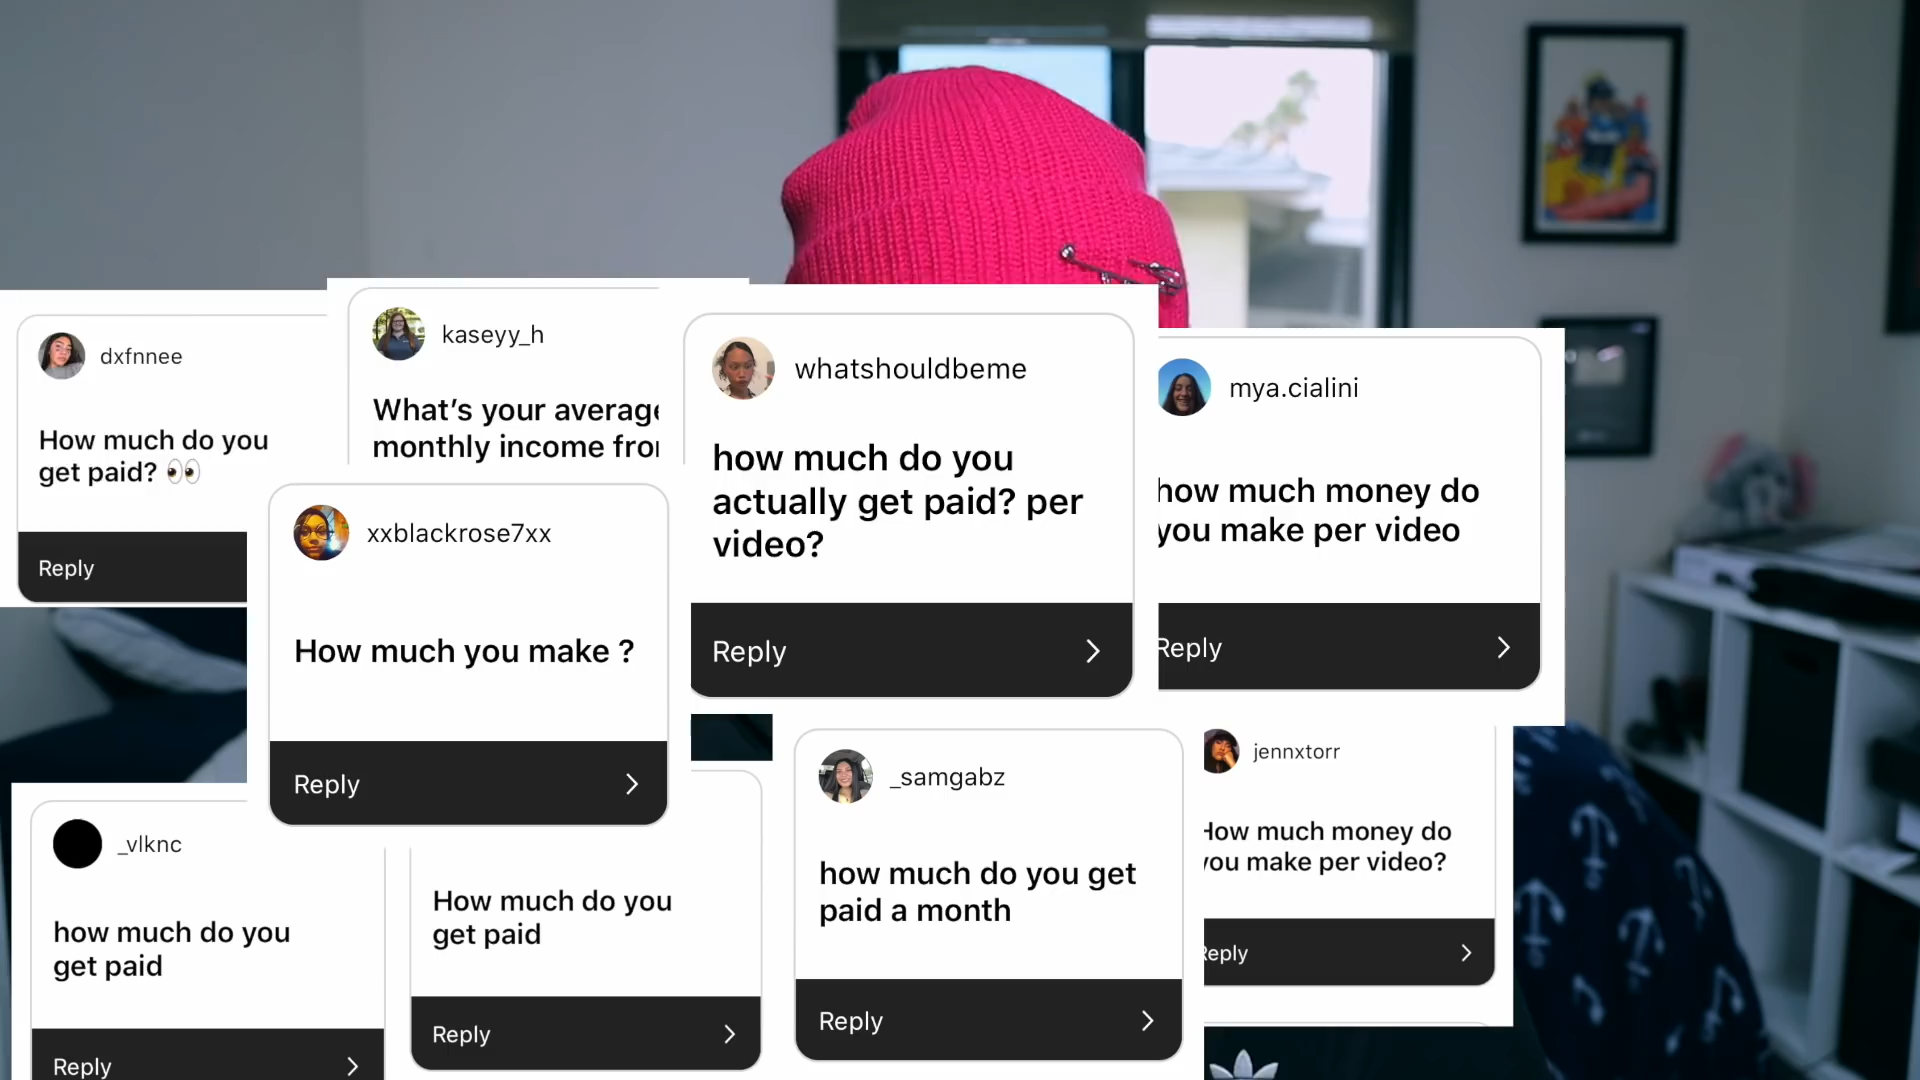 dxfnnee
How much do you
get paid? 👀
Reply
kaseyy_h
What’s your average
monthly income from
whatshouldbeme
how much do you
actually get paid? per
video?
Reply
mya.cialini
how much money do
you make per video
Reply
xxblackrose7xx
How much you make ?
Reply
_vlknc
how much do you
get paid
Reply
How much do you
get paid
Reply
_samgabz
how much do you get
paid a month
Reply
jennxtorr
How much money do
you make per video?
Reply